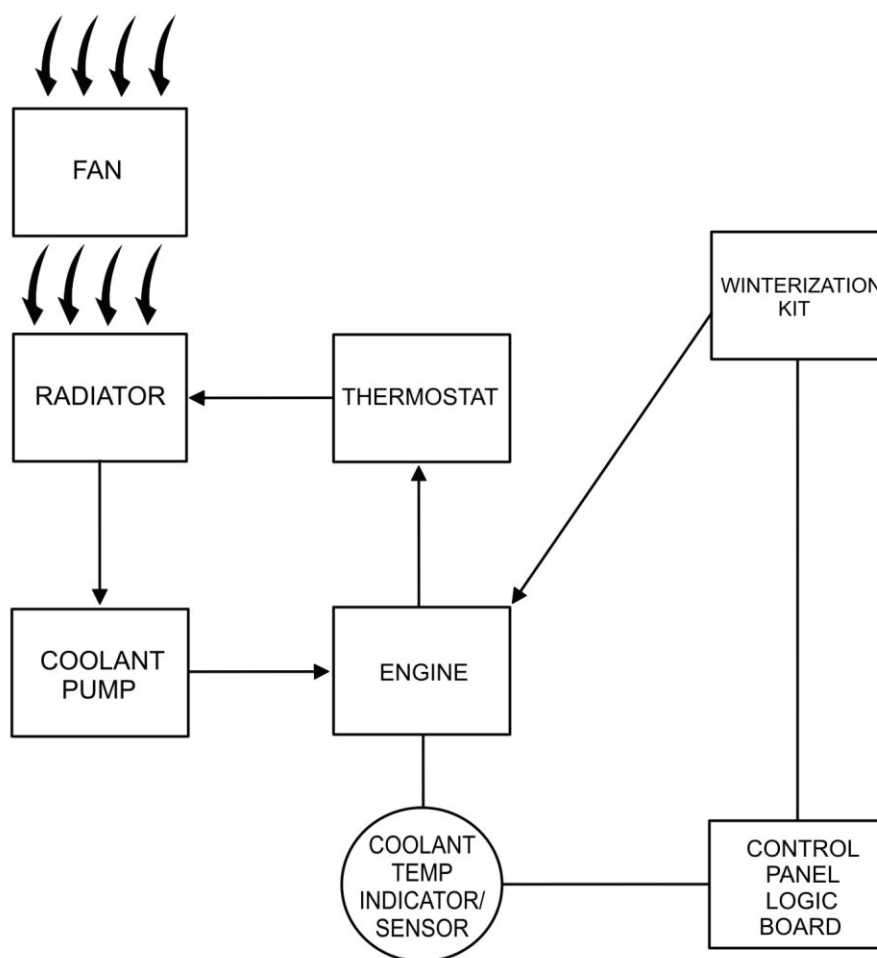 FAN
WINTERIZATION
KIT
RADIATOR
THERMOSTAT
COOLANT
PUMP
ENGINE
COOLANT
TEMP
INDICATOR/
SENSOR
CONTROL
PANEL
LOGIC
BOARD